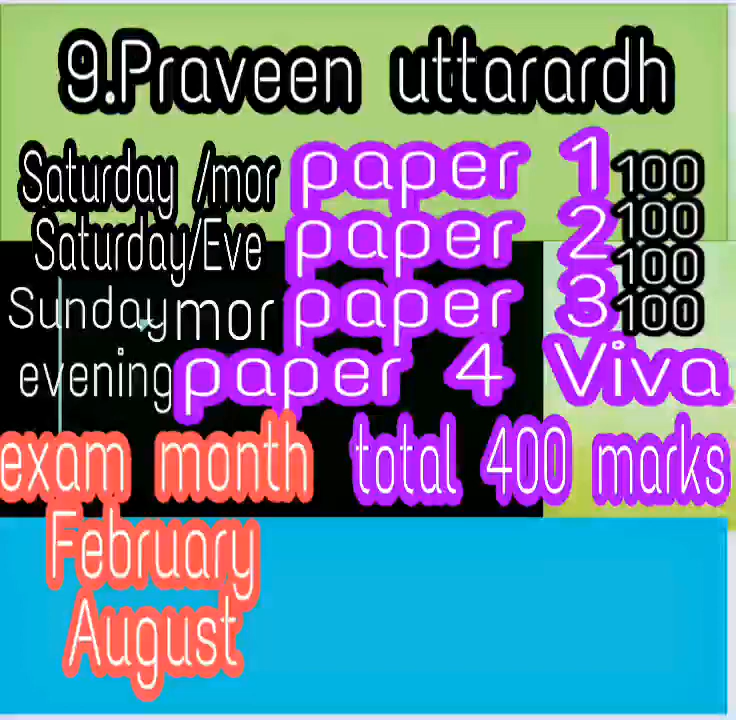 9.Praveen uttarardh
Saturday /mor paper 1 100
Saturday/Eve paper 2 100
Sunday mor paper 3 100
evening paper 4 Viva 100
exam month total 400 marks
February
August